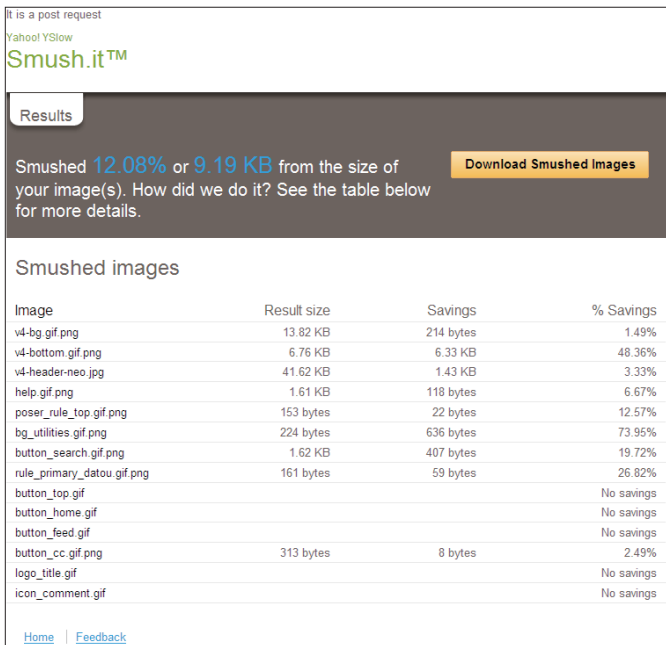 It is a post request
Yahoo! YSlow
Smush.it™
Results
Smushed 12.08% or 9.19 KB from the size of
your image(s). How did we do it? See the table below
for more details.
Download Smushed Images
Smushed images
Image Result size Savings % Savings
v4-bg.gif.png 13.82 KB 214 bytes 1.49%
v4-bottom.gif.png 6.76 KB 6.33 KB 48.36%
v4-header-neo.jpg 41.62 KB 1.43 KB 3.33%
help.gif.png 1.61 KB 118 bytes 6.67%
poser_rule_top.gif.png 153 bytes 22 bytes 12.57%
bg_utilities.gif.png 224 bytes 636 bytes 73.95%
button_search.gif.png 1.62 KB 407 bytes 19.72%
rule_primary_datou.gif.png 161 bytes 59 bytes 26.82%
button_top.gif No savings
button_home.gif No savings
button_feed.gif No savings
button_cc.gif.png 313 bytes 8 bytes 2.49%
logo_title.gif No savings
icon_comment.gif No savings
Home Feedback